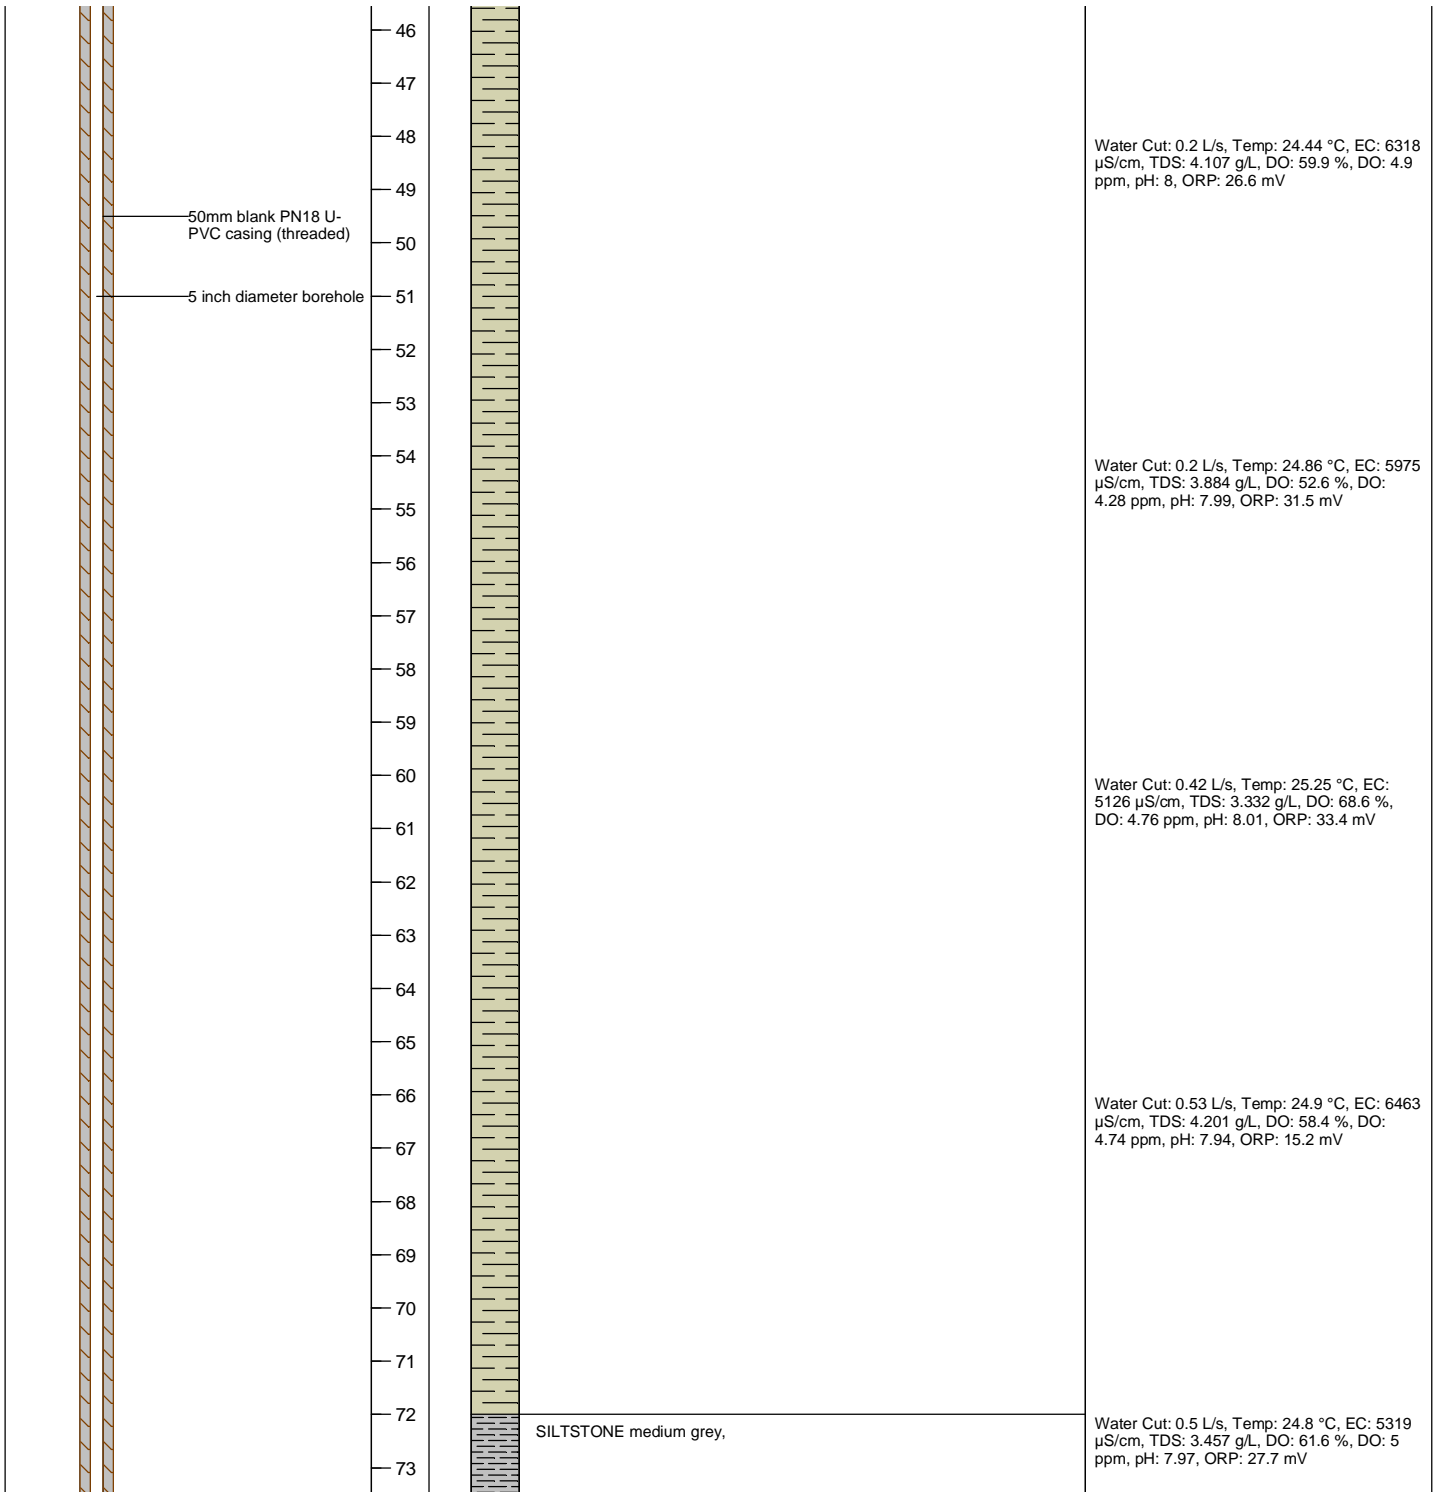 46
47
48
Water Cut: 0.2 L/s, Temp: 24.44 °C, EC: 6318
µS/cm, TDS: 4.107 g/L, DO: 59.9 %, DO: 4.9
ppm, pH: 8, ORP: 26.6 mV
49
50mm blank PN18 U-
PVC casing (threaded)
50
5 inch diameter borehole
51
52
53
54
Water Cut: 0.2 L/s, Temp: 24.86 °C, EC: 5975
µS/cm, TDS: 3.884 g/L, DO: 52.6 %, DO:
4.28 ppm, pH: 7.99, ORP: 31.5 mV
55
56
57
58
59
60
Water Cut: 0.42 L/s, Temp: 25.25 °C, EC:
5126 µS/cm, TDS: 3.332 g/L, DO: 68.6 %,
DO: 4.76 ppm, pH: 8.01, ORP: 33.4 mV
61
62
63
64
65
66
Water Cut: 0.53 L/s, Temp: 24.9 °C, EC: 6463
µS/cm, TDS: 4.201 g/L, DO: 58.4 %, DO:
4.74 ppm, pH: 7.94, ORP: 15.2 mV
67
68
69
70
71
72
SILTSTONE medium grey,
Water Cut: 0.5 L/s, Temp: 24.8 °C, EC: 5319
µS/cm, TDS: 3.457 g/L, DO: 61.6 %, DO: 5
ppm, pH: 7.97, ORP: 27.7 mV
73